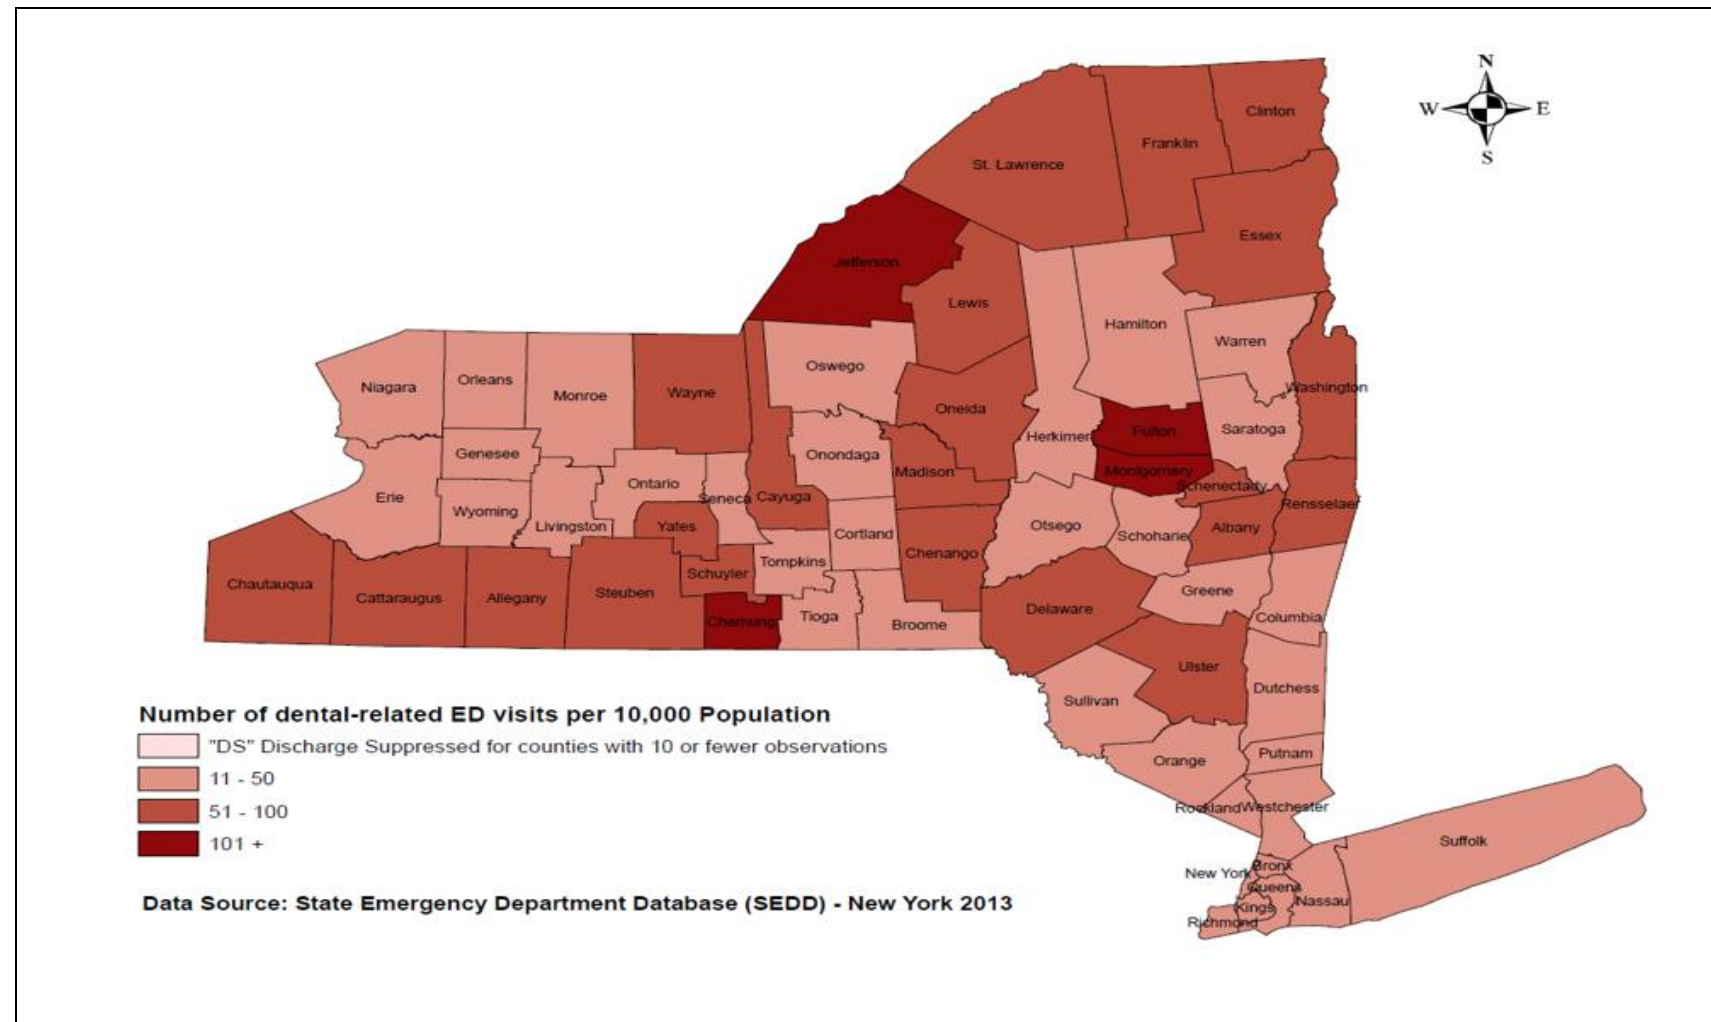 N
W E
S
Clinton
Franklin
St. Lawrence
Essex
Jefferson
Lewis
Hamilton
Warren
Oswego
Niagara
Orleans
Monroe
Wayne
Washington
Oneida
Herkimer
Fulton
Saratoga
Genesee
Onondaga
Madison
Montgomery
Ontario
Schenectady
Erie
Seneca
Cayuga
Rensselaer
Wyoming
Livingston
Yates
Cortland
Otsego
Schoharie
Albany
Chenango
Tompkins
Schuyler
Chautauqua
Cattaraugus
Allegany
Steuben
Greene
Delaware
Columbia
Chemung
Tioga
Broome
Ulster
Dutchess
Sullivan
Putnam
Orange
Rockland
Westchester
Suffolk
Bronx
New York
Queens
Nassau
Kings
Richmond
Number of dental-related ED visits per 10,000 Population
"DS" Discharge Suppressed for counties with 10 or fewer observations
11 - 50
51 - 100
101 +
Data Source: State Emergency Department Database (SEDD) - New York 2013